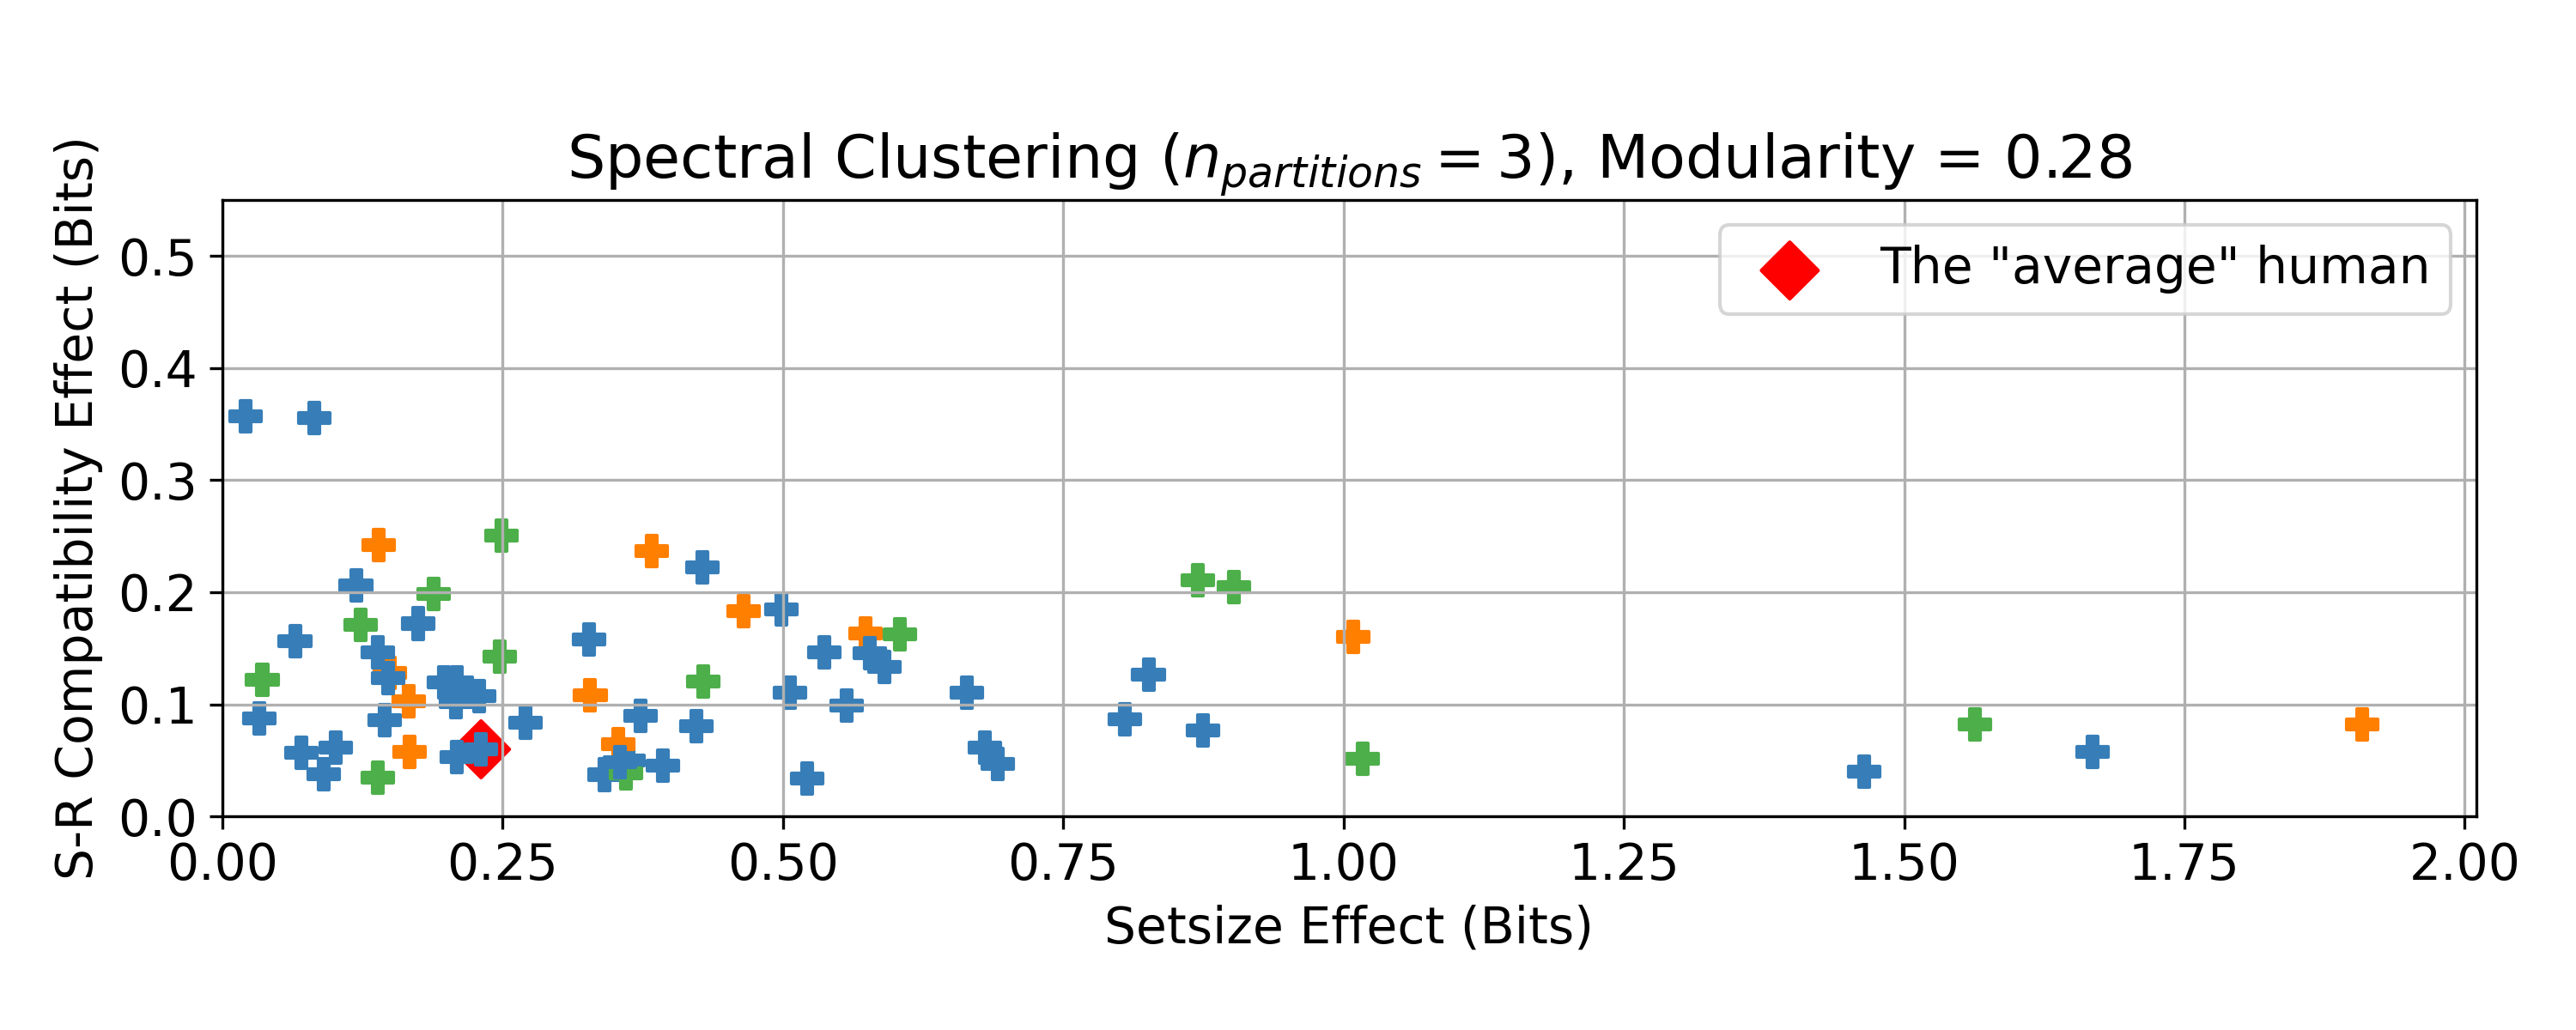 Spectral Clustering (n_partitions = 3), Modularity = 0.28
The "average" human
S-R Compatibility Effect (Bits)
0.5
0.4
0.3
0.2
0.1
0.0
0.00 0.25 0.50 0.75 1.00 1.25 1.50 1.75 2.00
Setsize Effect (Bits)